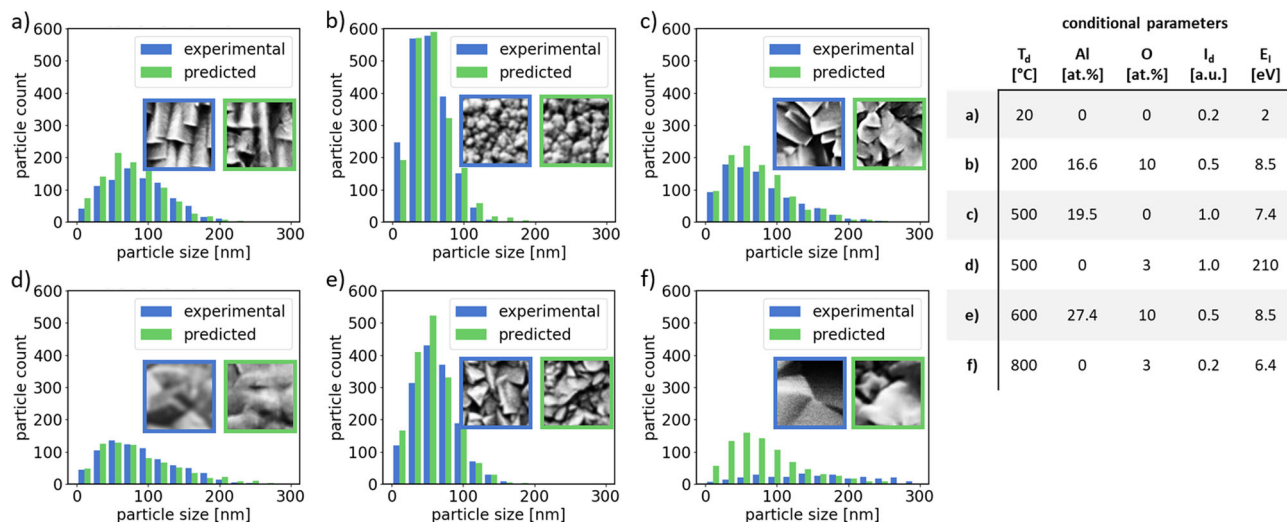 a)
600
500
400
300
200
100
0
particle count
experimental
predicted
0 100 200 300
particle size [nm]
b)
600
500
400
300
200
100
0
particle count
experimental
predicted
0 100 200 300
particle size [nm]
c)
600
500
400
300
200
100
0
particle count
experimental
predicted
0 100 200 300
particle size [nm]
d)
600
500
400
300
200
100
0
particle count
experimental
predicted
0 100 200 300
particle size [nm]
e)
600
500
400
300
200
100
0
particle count
experimental
predicted
0 100 200 300
particle size [nm]
f)
600
500
400
300
200
100
0
particle count
experimental
predicted
0 100 200 300
particle size [nm]
conditional parameters
Td Al O Id EI
[°C] [at.%] [at.%] [a.u.] [eV]
a) 20 0 0 0.2 2
b) 200 16.6 10 0.5 8.5
c) 500 19.5 0 1.0 7.4
d) 500 0 3 1.0 210
e) 600 27.4 10 0.5 8.5
f) 800 0 3 0.2 6.4